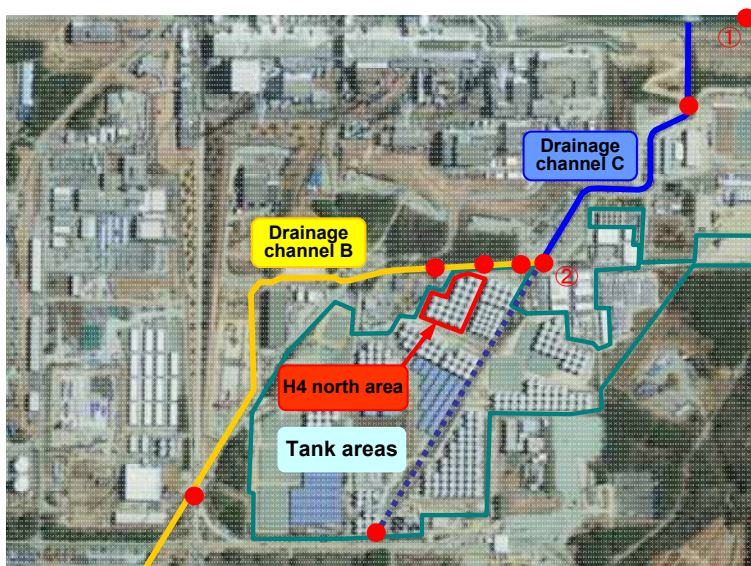 ①
Drainage
channel C
Drainage
channel B
②
H4 north area
Tank areas